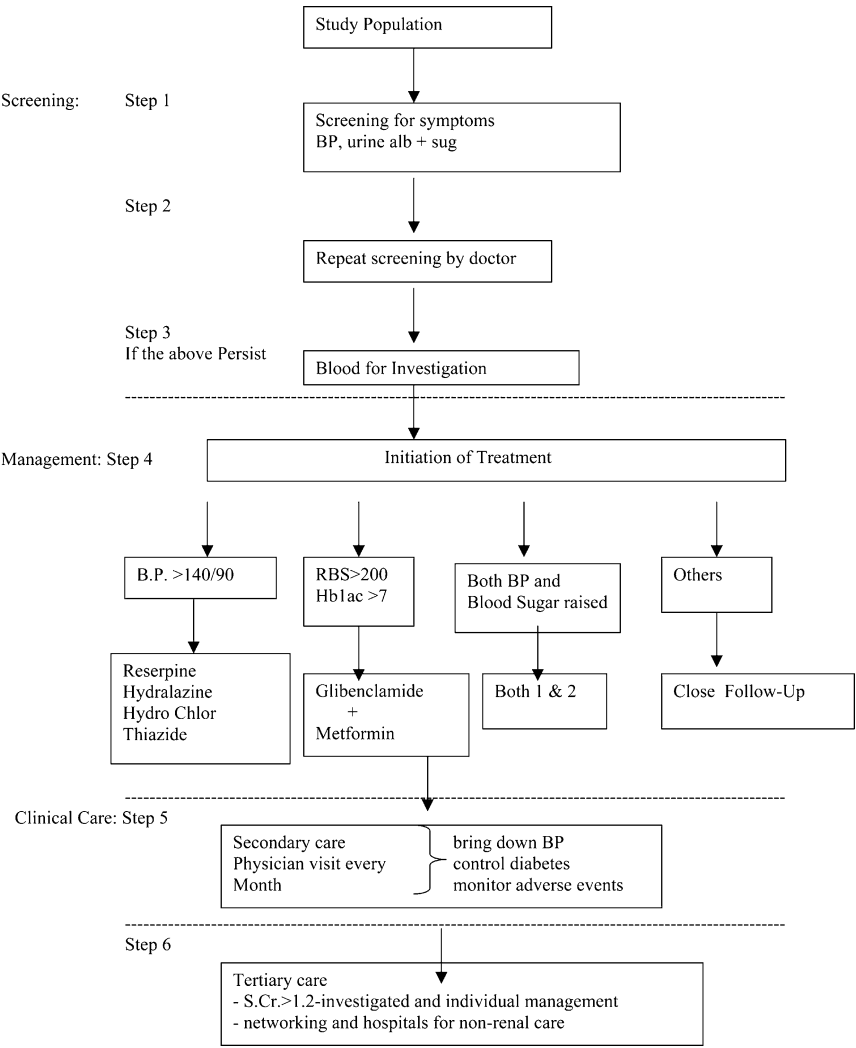 Study Population
Screening: Step 1
Screening for symptoms
BP, urine alb + sug
Step 2
Repeat screening by doctor
Step 3
If the above Persist
Blood for Investigation
Management: Step 4
Initiation of Treatment
B.P. >140/90
RBS>200
Hb1ac >7
Both BP and
Blood Sugar raised
Others
Reserpine
Hydralazine
Hydro Chlor
Thiazide
Glibenclamide
+
Metformin
Both 1 & 2
Close Follow-Up
Clinical Care: Step 5
Secondary care
Physician visit every
Month
bring down BP
control diabetes
monitor adverse events
Step 6
Tertiary care
- S.Cr.>1.2-investigated and individual management
- networking and hospitals for non-renal care